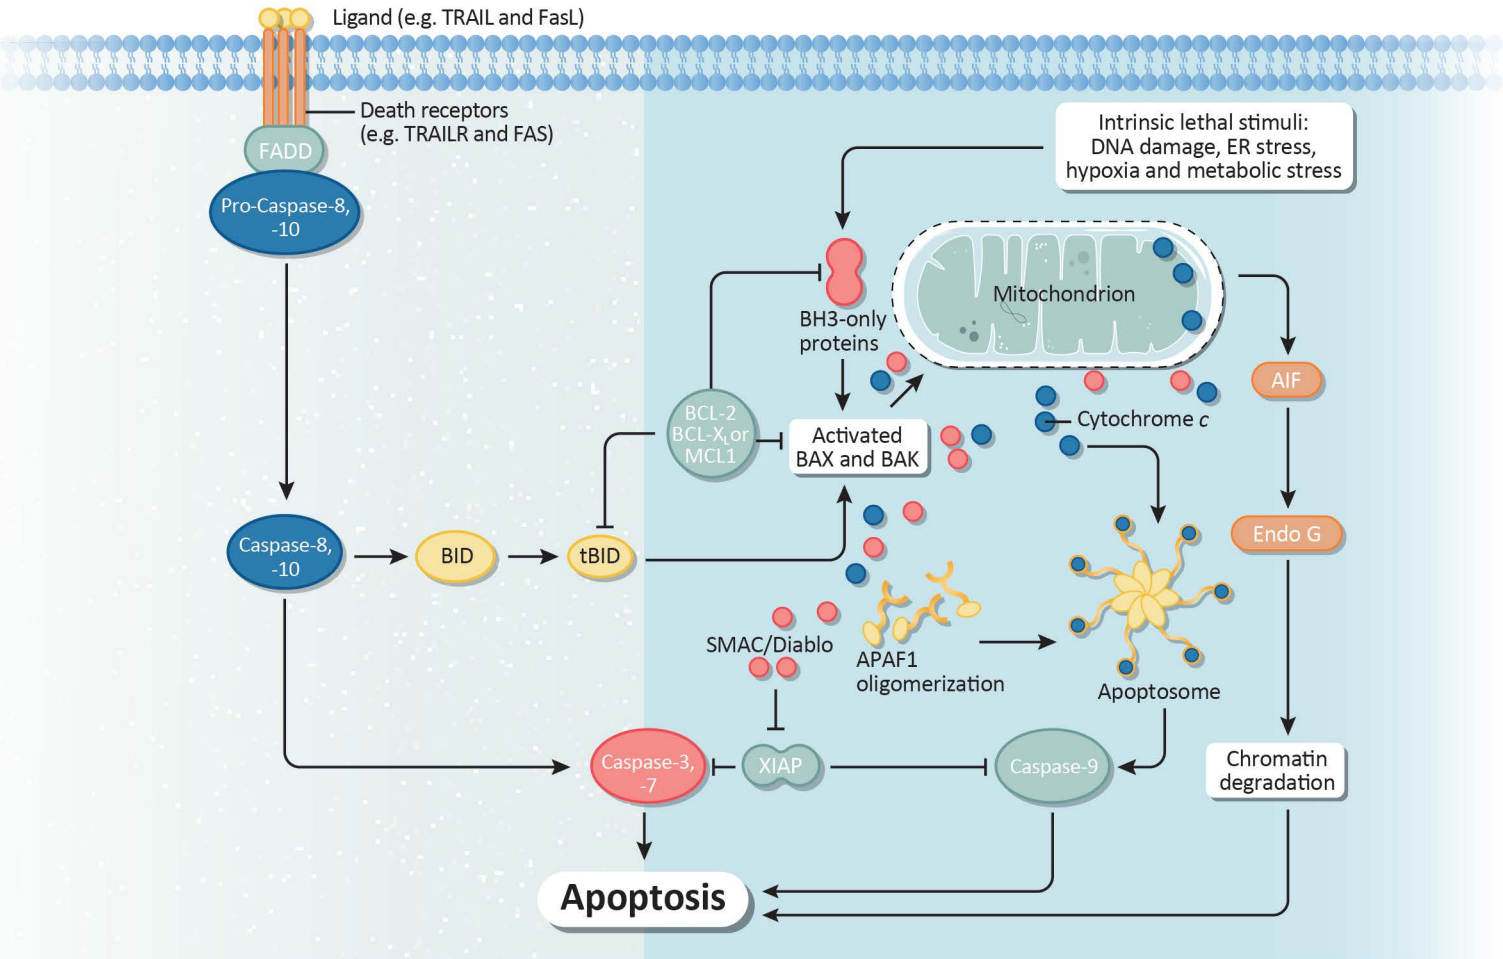 Ligand (e.g. TRAIL and FasL)
Death receptors
(e.g. TRAILR and FAS)
FADD
Pro-Caspase-8,
-10
Intrinsic lethal stimuli:
DNA damage, ER stress,
hypoxia and metabolic stress
Mitochondrion
BH3-only
proteins
AIF
BCL-2
BCL-XL or
MCL1
Activated
BAX and BAK
Cytochrome c
Caspase-8,
-10
BID
tBID
Endo G
SMAC/Diablo
APAF1
oligomerization
Apoptosome
Caspase-3,
-7
XIAP
Caspase-9
Chromatin
degradation
Apoptosis